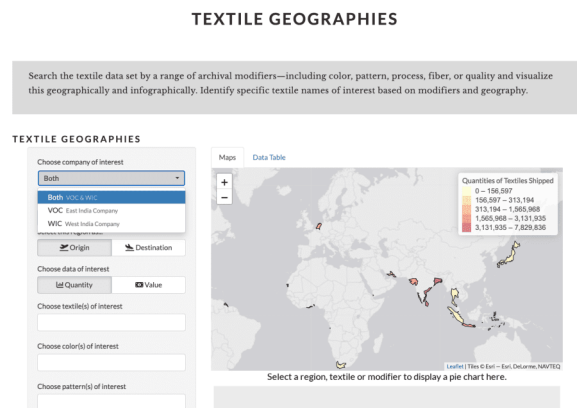 TEXTILE GEOGRAPHIES
Search the textile data set by a range of archival modifiers—including color, pattern, process, fiber, or quality and visualize
this geographically and infographically. Identify specific textile names of interest based on modifiers and geography.
TEXTILE GEOGRAPHIES
Choose company of interest
Both
Both VOC & WIC
VOC East India Company
WIC West India Company
Origin
Destination
Choose data of interest
Quantity
Value
Choose textile(s) of interest
Choose color(s) of interest
Choose pattern(s) of interest
Maps
Data Table
+
−
Quantities of Textiles Shipped
0 – 156,597
156,597 – 313,194
313,194 – 1,565,968
1,565,968 – 3,131,935
3,131,935 – 7,829,836
Leaflet | Tiles © Esri — Esri, DeLorme, NAVTEQ
Select a region, textile or modifier to display a pie chart here.